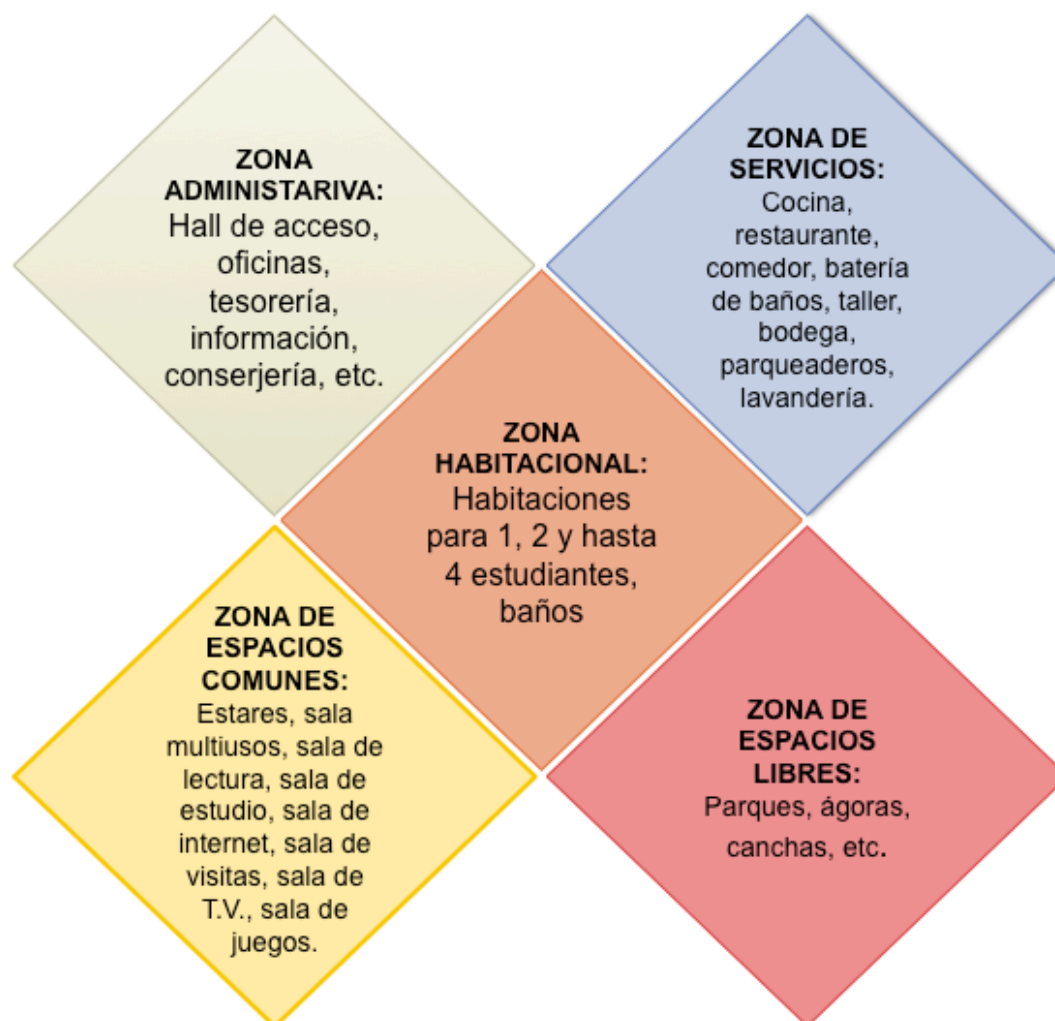 ZONA
ADMINISTARIVA:
Hall de acceso,
oficinas,
tesorería,
información,
conserjería, etc.
ZONA DE
SERVICIOS:
Cocina,
restaurante,
comedor, batería
de baños, taller,
bodega,
parqueaderos,
lavandería.
ZONA
HABITACIONAL:
Habitaciones
para 1, 2 y hasta
4 estudiantes,
baños
ZONA DE
ESPACIOS
COMUNES:
Estares, sala
multiusos, sala de
lectura, sala de
estudio, sala de
internet, sala de
visitas, sala de
T.V., sala de
juegos.
ZONA DE
ESPACIOS
LIBRES:
Parques, ágoras,
canchas, etc.